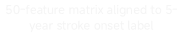 50-feature matrix aligned to 5-
year stroke onset label